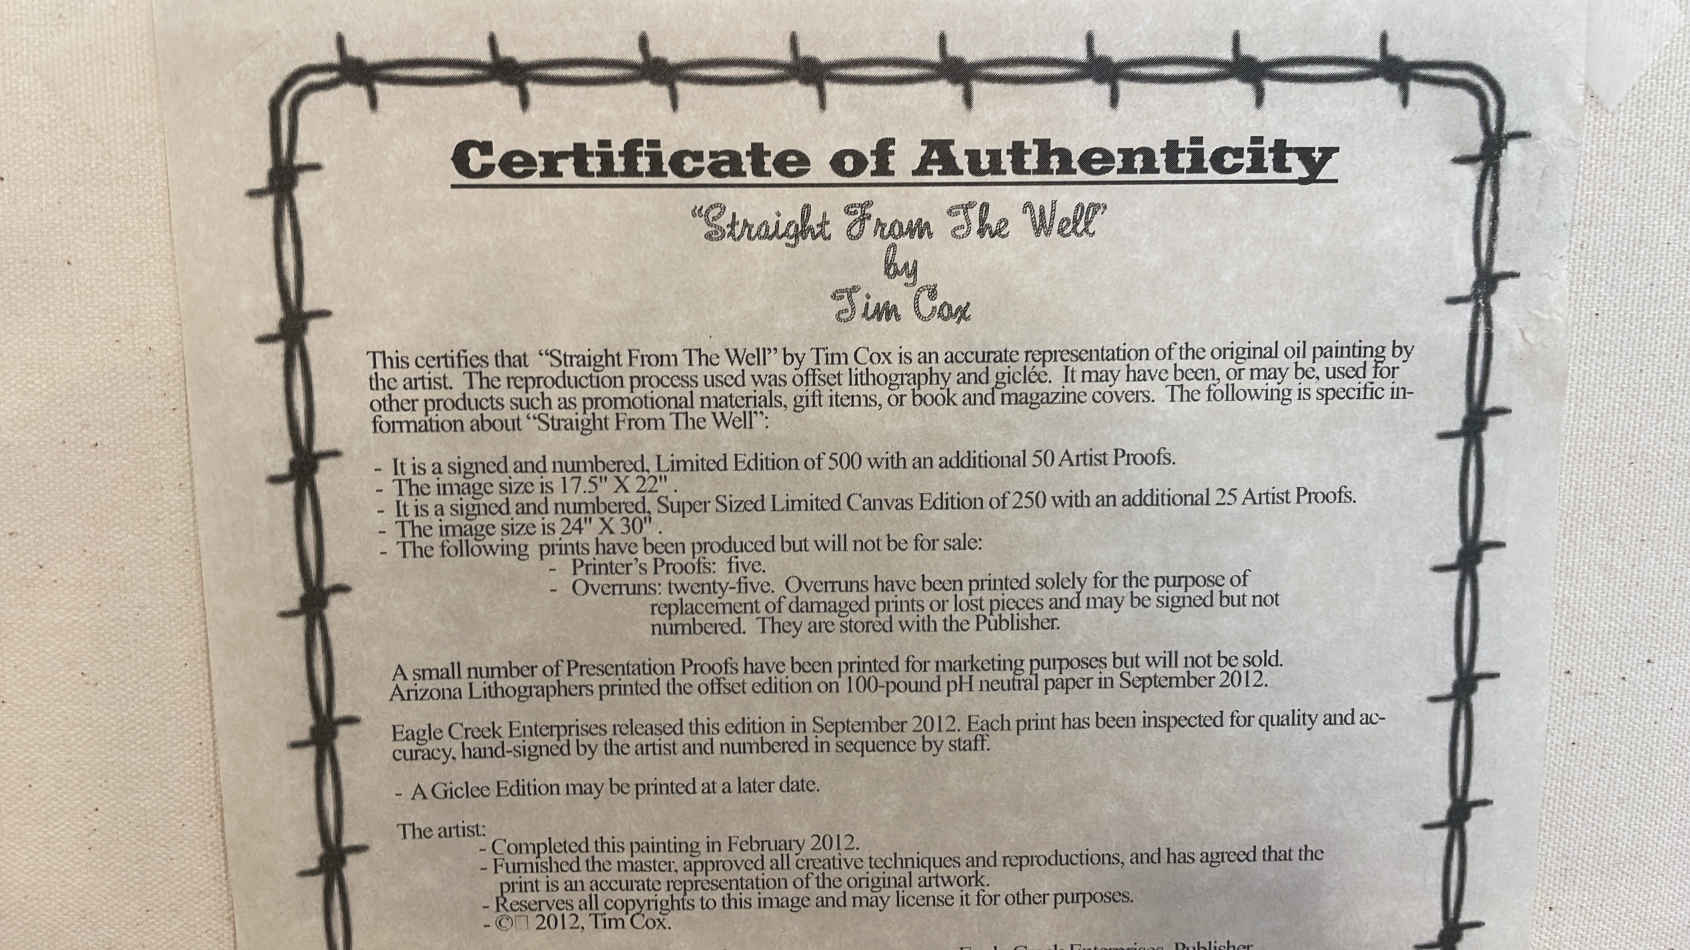 Certificate of Authenticity
“Straight From The Well”
by
Tim Cox
This certifies that “Straight From The Well” by Tim Cox is an accurate representation of the original oil painting by
the artist. The reproduction process used was offset lithography and giclée. It may have been, or may be, used for
other products such as promotional materials, gift items, or book and magazine covers. The following is specific in-
formation about “Straight From The Well”:
- It is a signed and numbered, Limited Edition of 500 with an additional 50 Artist Proofs.
- The image size is 17.5" X 22" .
- It is a signed and numbered, Super Sized Limited Canvas Edition of 250 with an additional 25 Artist Proofs.
- The image size is 24" X 30" .
- The following prints have been produced but will not be for sale:
- Printer’s Proofs: five.
- Overruns: twenty-five. Overruns have been printed solely for the purpose of
replacement of damaged prints or lost pieces and may be signed but not
numbered. They are stored with the Publisher.
A small number of Presentation Proofs have been printed for marketing purposes but will not be sold.
Arizona Lithographers printed the offset edition on 100-pound pH neutral paper in September 2012.
Eagle Creek Enterprises released this edition in September 2012. Each print has been inspected for quality and ac-
curacy, hand-signed by the artist and numbered in sequence by staff.
- A Giclee Edition may be printed at a later date.
The artist:
- Completed this painting in February 2012.
- Furnished the master, approved all creative techniques and reproductions, and has agreed that the
print is an accurate representation of the original artwork.
- Reserves all copyrights to this image and may license it for other purposes.
- ©□ 2012, Tim Cox.
Eagle Creek Enterprises, Publisher